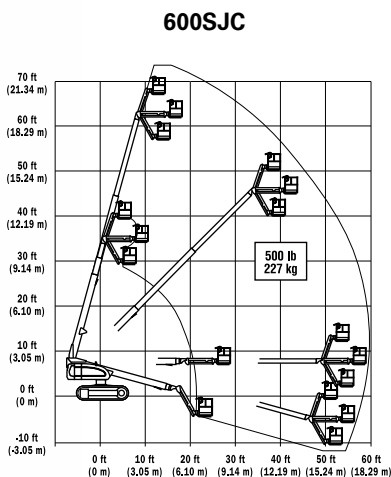 600SJC
70 ft
(21.34 m)
60 ft
(18.29 m)
50 ft
(15.24 m)
40 ft
(12.19 m)
30 ft
(9.14 m)
20 ft
(6.10 m)
10 ft
(3.05 m)
0 ft
(0 m)
-10 ft
(-3.05 m)
500 lb
227 kg
0 ft 10 ft 20 ft 30 ft 40 ft 50 ft 60 ft
(0 m) (3.05 m) (6.10 m) (9.14 m) (12.19 m) (15.24 m) (18.29 m)